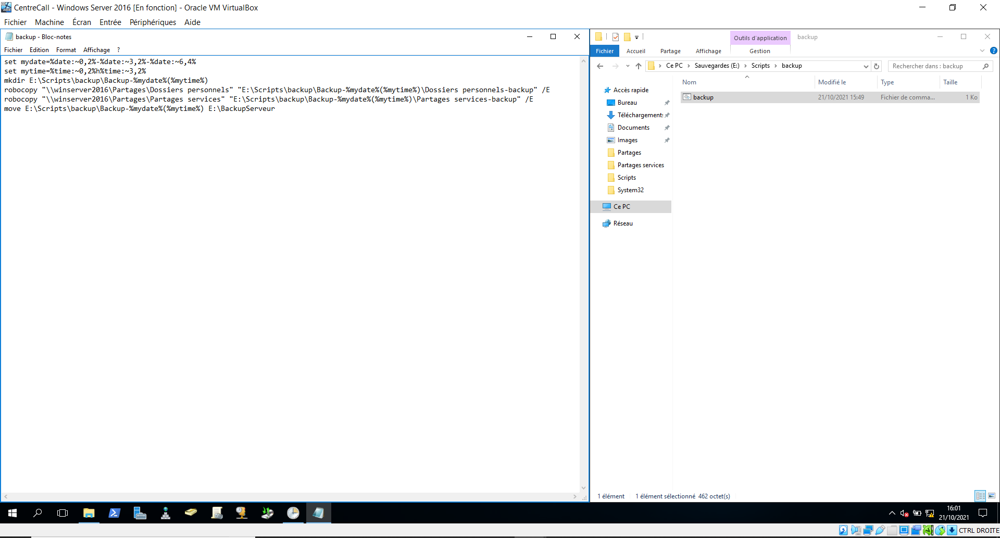 CentreCall - Windows Server 2016 [En fonction] - Oracle VM VirtualBox
Fichier Machine Écran Entrée Périphériques Aide
backup - Bloc-notes
Fichier Edition Format Affichage ?
set mydate=%date:~0,2%-%date:~3,2%-%date:~6,4%
set mytime=%time:~0,2%h%time:~3,2%
mkdir E:\Scripts\backup\Backup-%mydate%(%mytime%)
robocopy "\\winserver2016\Partages\Dossiers personnels" "E:\Scripts\backup\Backup-%mydate%(%mytime%)\Dossiers personnels-backup" /E
robocopy "\\winserver2016\Partages\Partages services" "E:\Scripts\backup\Backup-%mydate%(%mytime%)\Partages services-backup" /E
move E:\Scripts\backup\Backup-%mydate%(%mytime%) E:\BackupServeur
Outils d'application backup
Fichier Accueil Partage Affichage Gestion
Ce PC Sauvegardes (E:) Scripts backup
Rechercher dans : backup
Nom Modifié le Type Taille
backup 21/10/2021 15:49 Fichier de comma... 1 Ko
Accès rapide
Bureau
Téléchargements
Documents
Images
Partages
Partages services
Scripts
System32
Ce PC
Réseau
1 élément 1 élément sélectionné 462 octet(s)
16:01
21/10/2021
CTRL DROITE